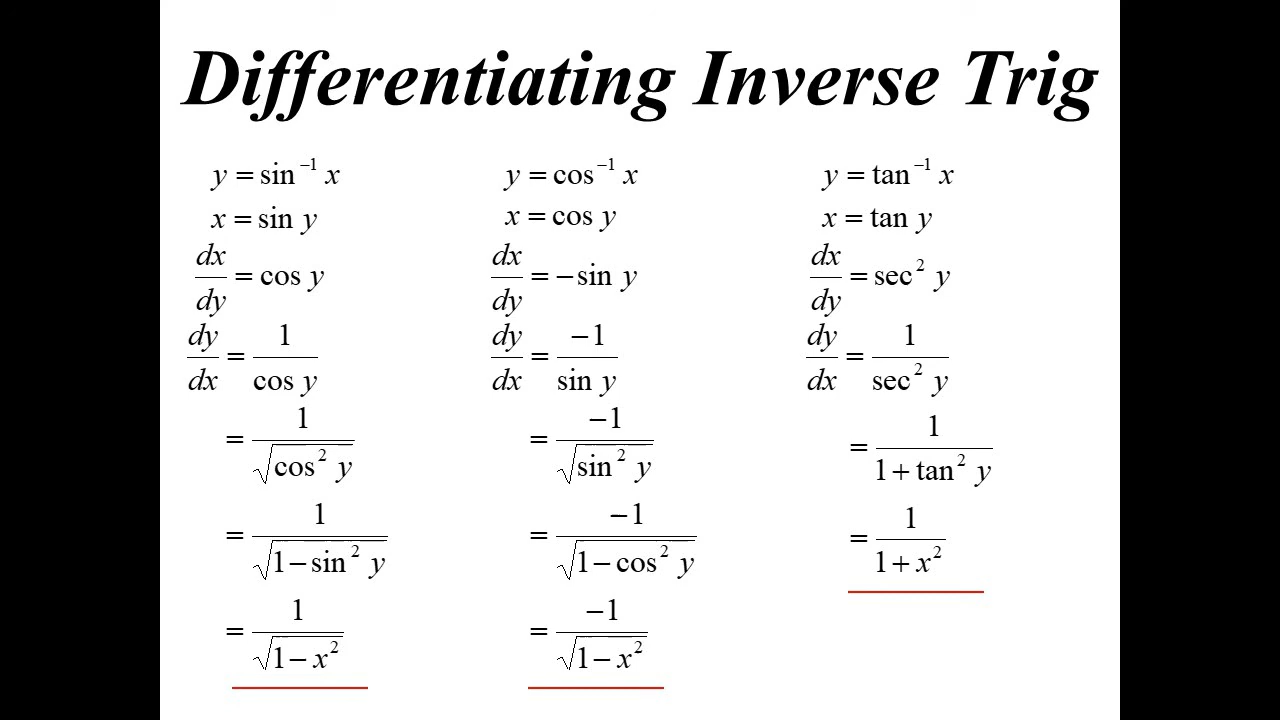 Differentiating Inverse Trig
y = sin⁻¹ x
x = sin y
dx/dy = cos y
dy/dx = 1/cos y
= 1/√(cos² y)
= 1/√(1 − sin² y)
= 1/√(1 − x²)
y = cos⁻¹ x
x = cos y
dx/dy = −sin y
dy/dx = −1/sin y
= −1/√(sin² y)
= −1/√(1 − cos² y)
= −1/√(1 − x²)
y = tan⁻¹ x
x = tan y
dx/dy = sec² y
dy/dx = 1/sec² y
= 1/(1 + tan² y)
= 1/(1 + x²)